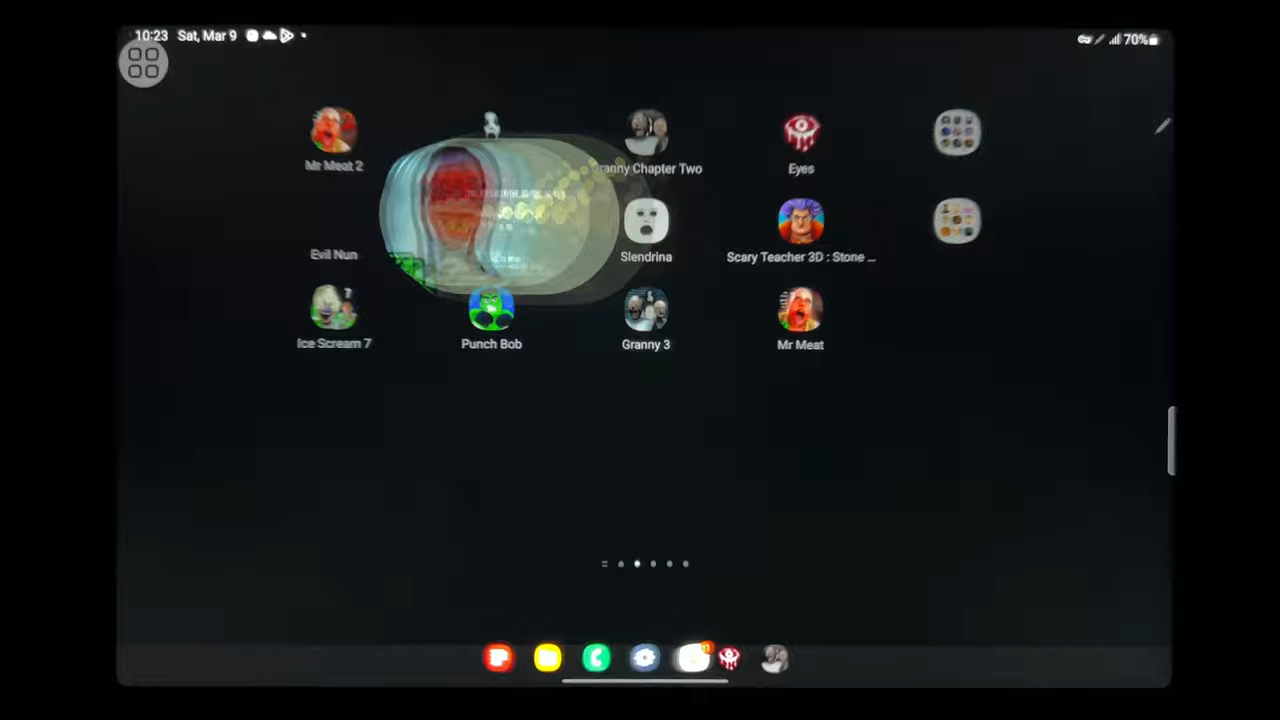 10:23 Sat, Mar 9
70%
Mr Meat 2
Granny Chapter Two
Eyes
Evil Nun
Slendrina
Scary Teacher 3D : Stone ...
Ice Scream 7
Punch Bob
Granny 3
Mr Meat